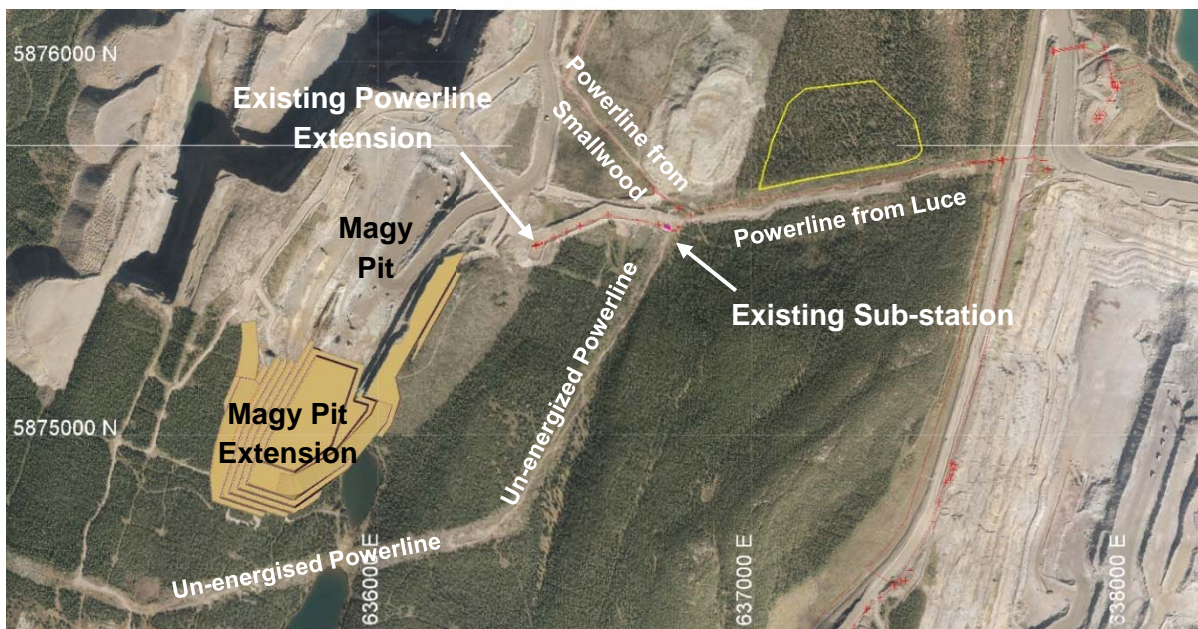 5876000 N
Existing Powerline
Extension
Powerline from
Smallwood
Magy
Pit
Powerline from Luce
Existing Sub-station
Un-energized Powerline
Magy Pit
Extension
5875000 N
Un-energised Powerline
636000 E
637000 E
638000 E